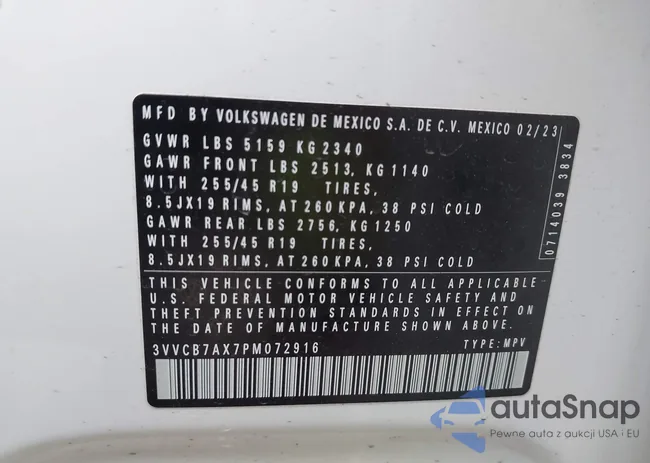 MFD BY VOLKSWAGEN DE MEXICO S.A. DE C.V. MEXICO 02/23
GVWR LBS 5159 KG 2340
GAWR FRONT LBS 2513, KG 1140
WITH 255/45 R19 TIRES,
8.5JX19 RIMS, AT 260 KPA, 38 PSI COLD
GAWR REAR LBS 2756, KG 1250
WITH 255/45 R19 TIRES,
8.5JX19 RIMS, AT 260 KPA, 38 PSI COLD
THIS VEHICLE CONFORMS TO ALL APPLICABLE
U.S. FEDERAL MOTOR VEHICLE SAFETY AND
THEFT PREVENTION STANDARDS IN EFFECT ON
THE DATE OF MANUFACTURE SHOWN ABOVE.
3VVCB7AX7PM072916 TYPE: MPV
07140393834
autaSnap
Pewne auta z aukcji USA i EU